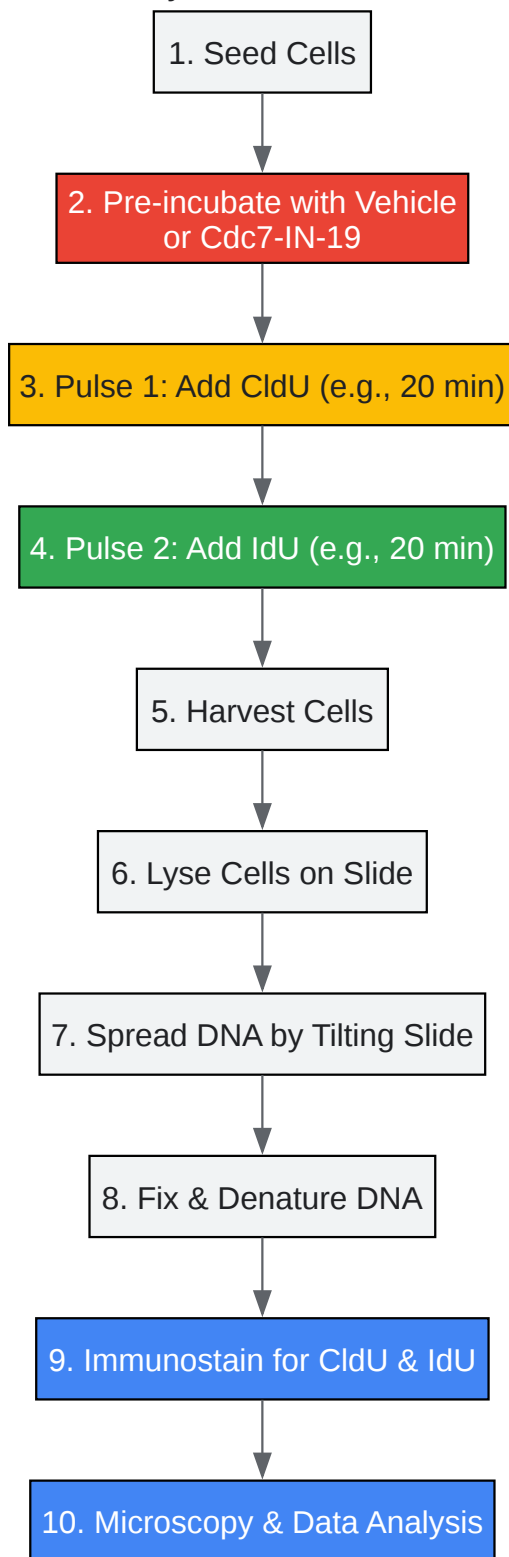 1. Seed Cells
2. Pre-incubate with Vehicle
or Cdc7-IN-19
3. Pulse 1: Add CldU (e.g., 20 min)
4. Pulse 2: Add IdU (e.g., 20 min)
5. Harvest Cells
6. Lyse Cells on Slide
7. Spread DNA by Tilting Slide
8. Fix & Denature DNA
9. Immunostain for CldU & IdU
10. Microscopy & Data Analysis